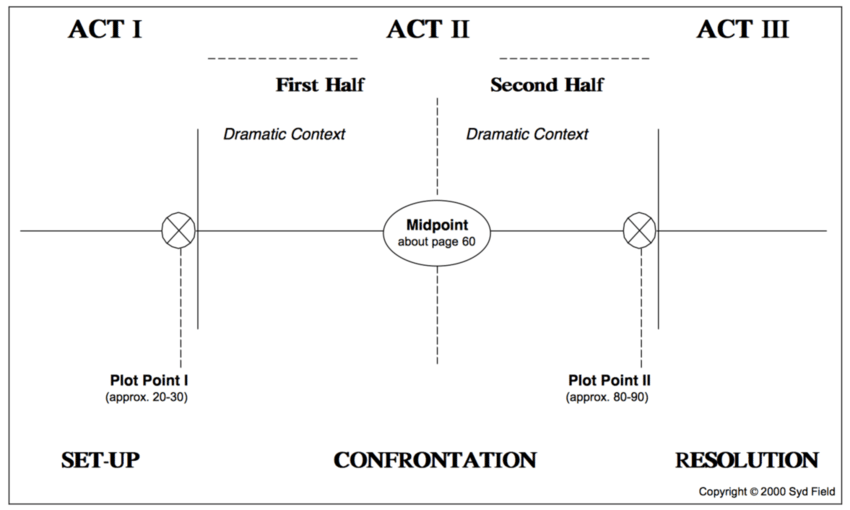 ACT I
ACT II
ACT III
First Half
Second Half
Dramatic Context
Dramatic Context
Midpoint
about page 60
Plot Point I
(approx. 20-30)
Plot Point II
(approx. 80-90)
SET-UP
CONFRONTATION
RESOLUTION
Copyright © 2000 Syd Field